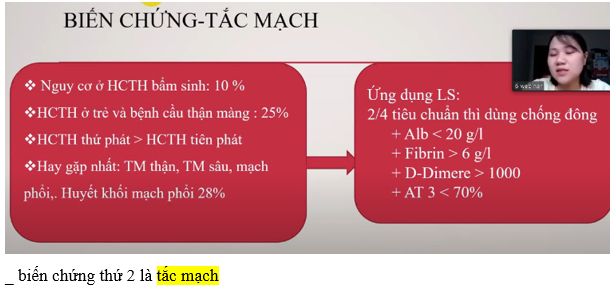 BIẾN CHỨNG-TẮC MẠCH
❖ Nguy cơ ở HCTH bẩm sinh: 10 %
❖HCTH ở trẻ và bệnh cầu thận màng : 25%
❖HCTH thứ phát > HCTH tiên phát
❖Hay gặp nhất: TM thận, TM sâu, mạch
phổi,. Huyết khối mạch phổi 28%
Ứng dụng LS:
2/4 tiêu chuẩn thì dùng chống đông
+ Alb < 20 g/l
+ Fibrin > 6 g/l
+ D-Dimere > 1000
+ AT 3 < 70%
_ biến chứng thứ 2 là tắc mạch